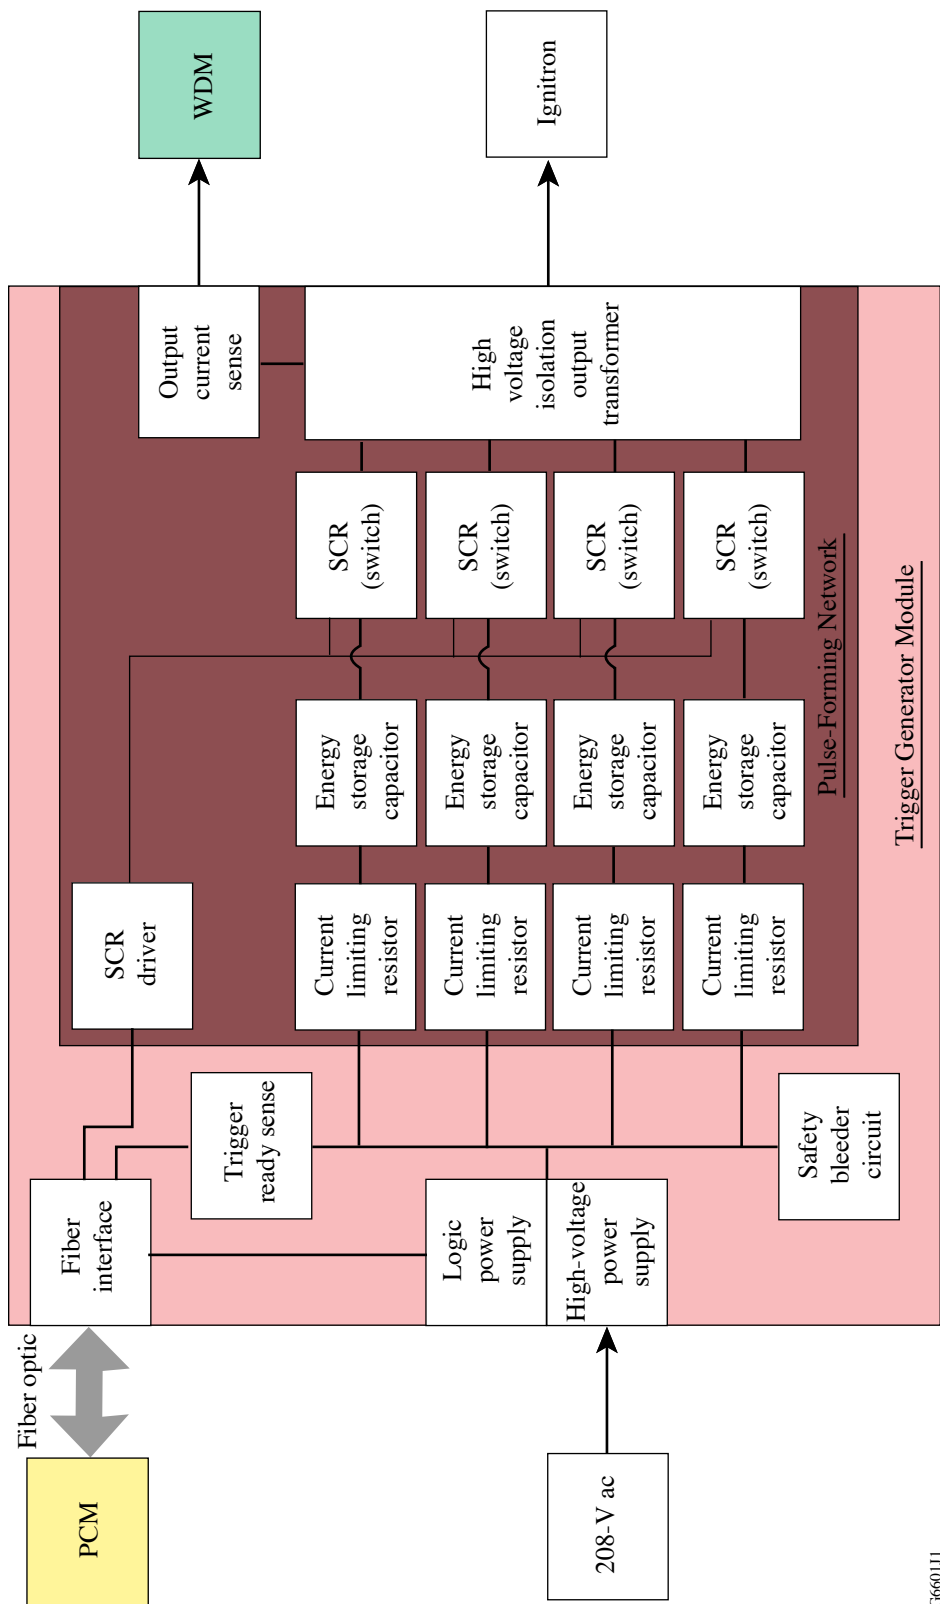 PCM
Fiber optic
Fiber
interface
SCR
driver
Output
current
sense
WDM
Trigger
ready sense
Logic
power
supply
High-voltage
power
supply
208-V ac
Safety
bleeder
circuit
Current
limiting
resistor
Energy
storage
capacitor
SCR
(switch)
Current
limiting
resistor
Energy
storage
capacitor
SCR
(switch)
Current
limiting
resistor
Energy
storage
capacitor
SCR
(switch)
Current
limiting
resistor
Energy
storage
capacitor
SCR
(switch)
High
voltage
isolation
output
transformer
Ignitron
Pulse-Forming Network
Trigger Generator Module